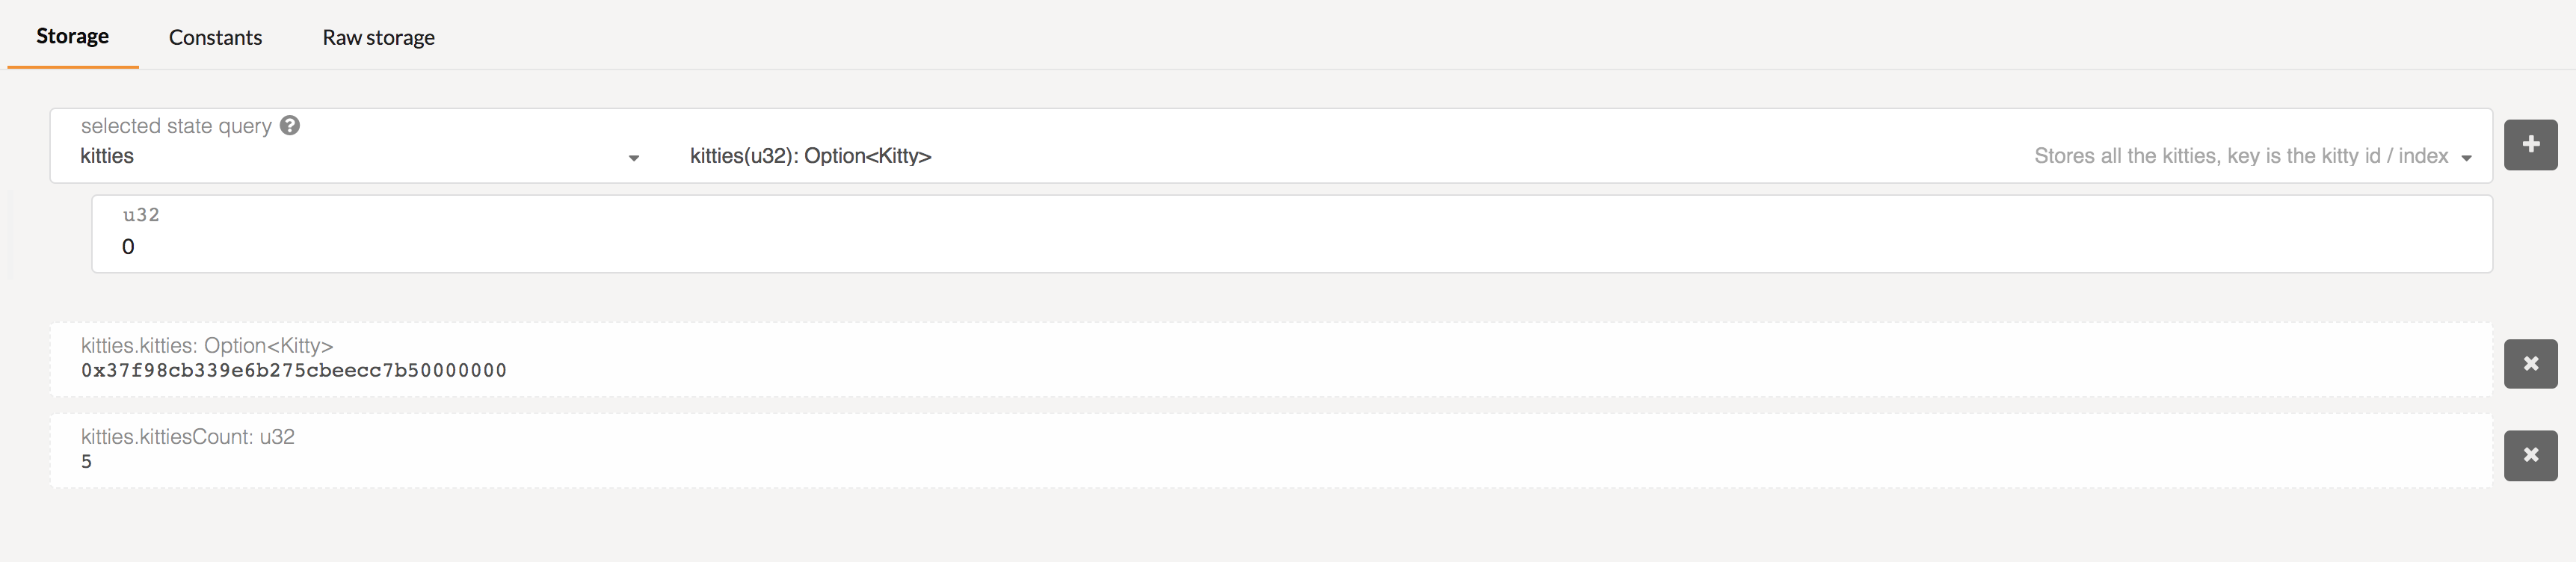 Storage Constants Raw storage
selected state query
kitties kitties(u32): Option<Kitty> Stores all the kitties, key is the kitty id / index
u32
0
kitties.kitties: Option<Kitty>
0x37f98cb339e6b275cbeecc7b50000000
kitties.kittiesCount: u32
5